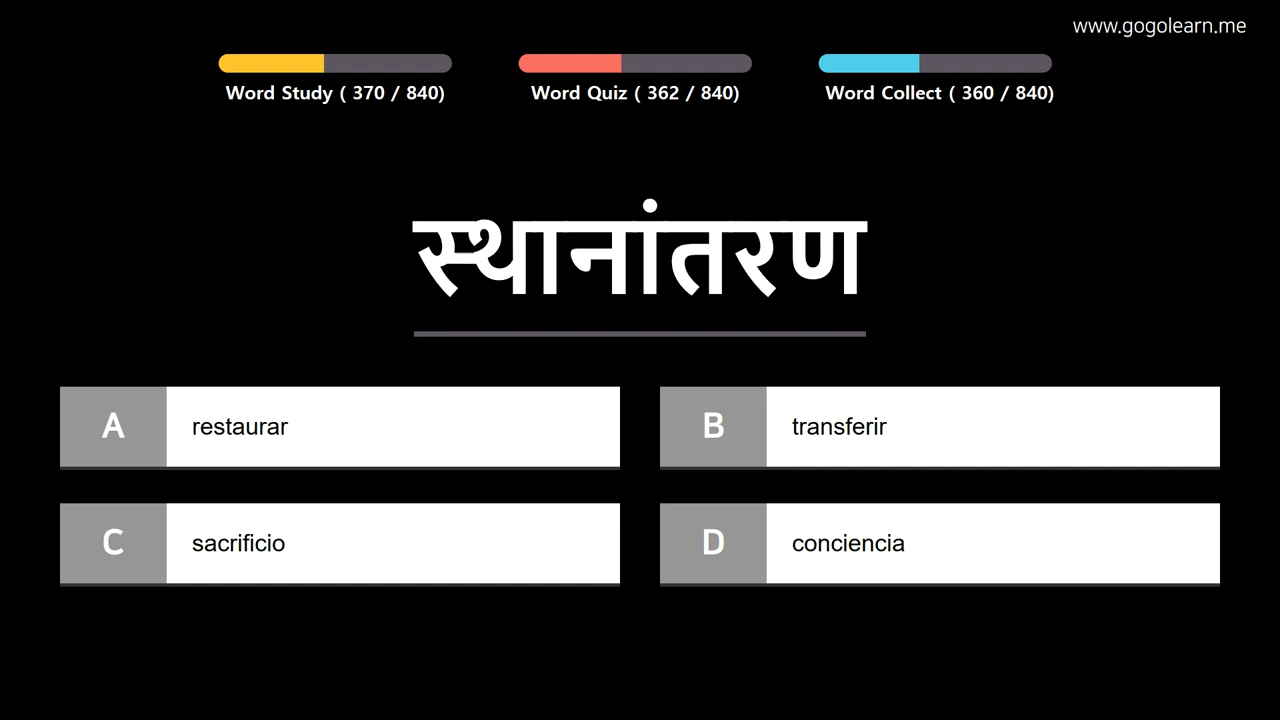 www.gogolearn.me
Word Study ( 370 / 840)
Word Quiz ( 362 / 840)
Word Collect ( 360 / 840)
स्थानांतरण
A restaurar
B transferir
C sacrificio
D conciencia